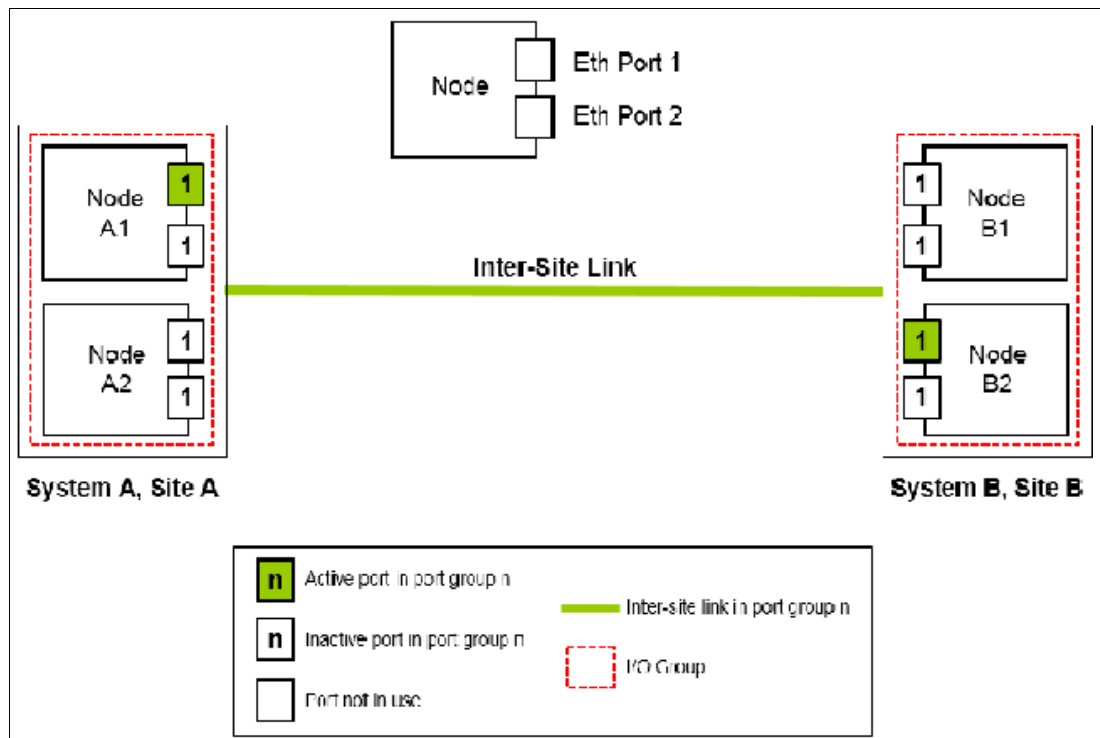 Eth Port 1
Node
Eth Port 2
Node
A1
1
1
Node
A2
1
1
Inter-Site Link
1
1
Node
B1
1
1
Node
B2
System A, Site A
System B, Site B
n
Active port in port group n
n
Inactive port in port group n
Port not in use
Inter-site link in port group n
I/O Group